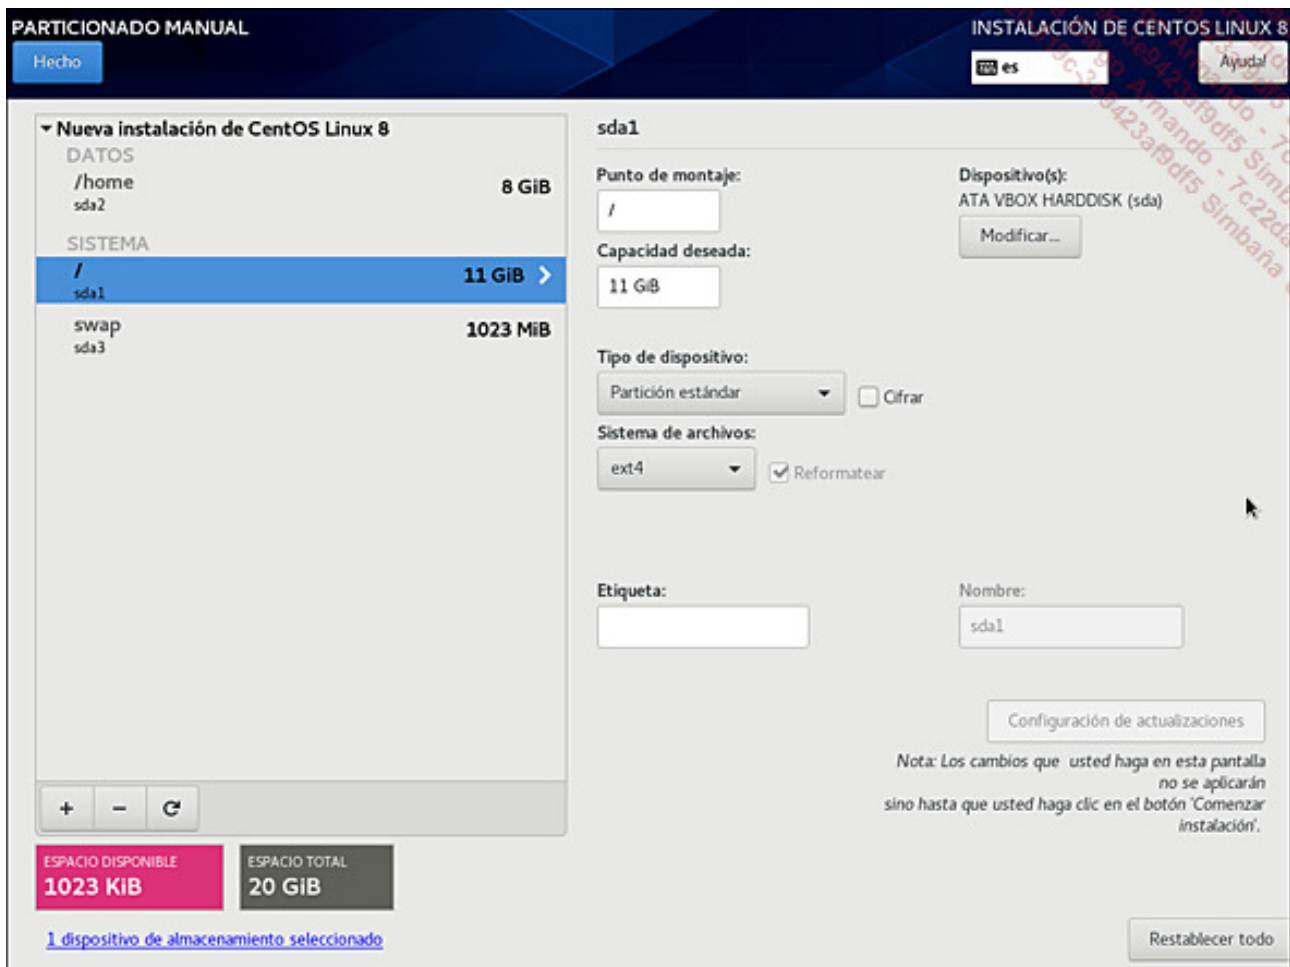 PARTICIONADO MANUAL
Hecho
INSTALACIÓN DE CENTOS LINUX 8
es
Ayuda!
Nueva instalación de CentOS Linux 8
DATOS
/home
8 GiB
sda2
SISTEMA
/
11 GiB
sda1
swap
1023 MiB
sda3
sda1
Punto de montaje:
/
Dispositivo(s):
ATA VBOX HARDDISK (sda)
Modificar...
Capacidad deseada:
11 GiB
Tipo de dispositivo:
Partición estándar
Cifrar
Sistema de archivos:
ext4
Reformatear
Etiqueta:
Nombre:
sda1
Configuración de actualizaciones
Nota: Los cambios que usted haga en esta pantalla
no se aplicarán
sino hasta que usted haga clic en el botón 'Comenzar
instalación'.
ESPACIO DISPONIBLE
1023 KiB
ESPACIO TOTAL
20 GiB
1 dispositivo de almacenamiento seleccionado
Restablecer todo